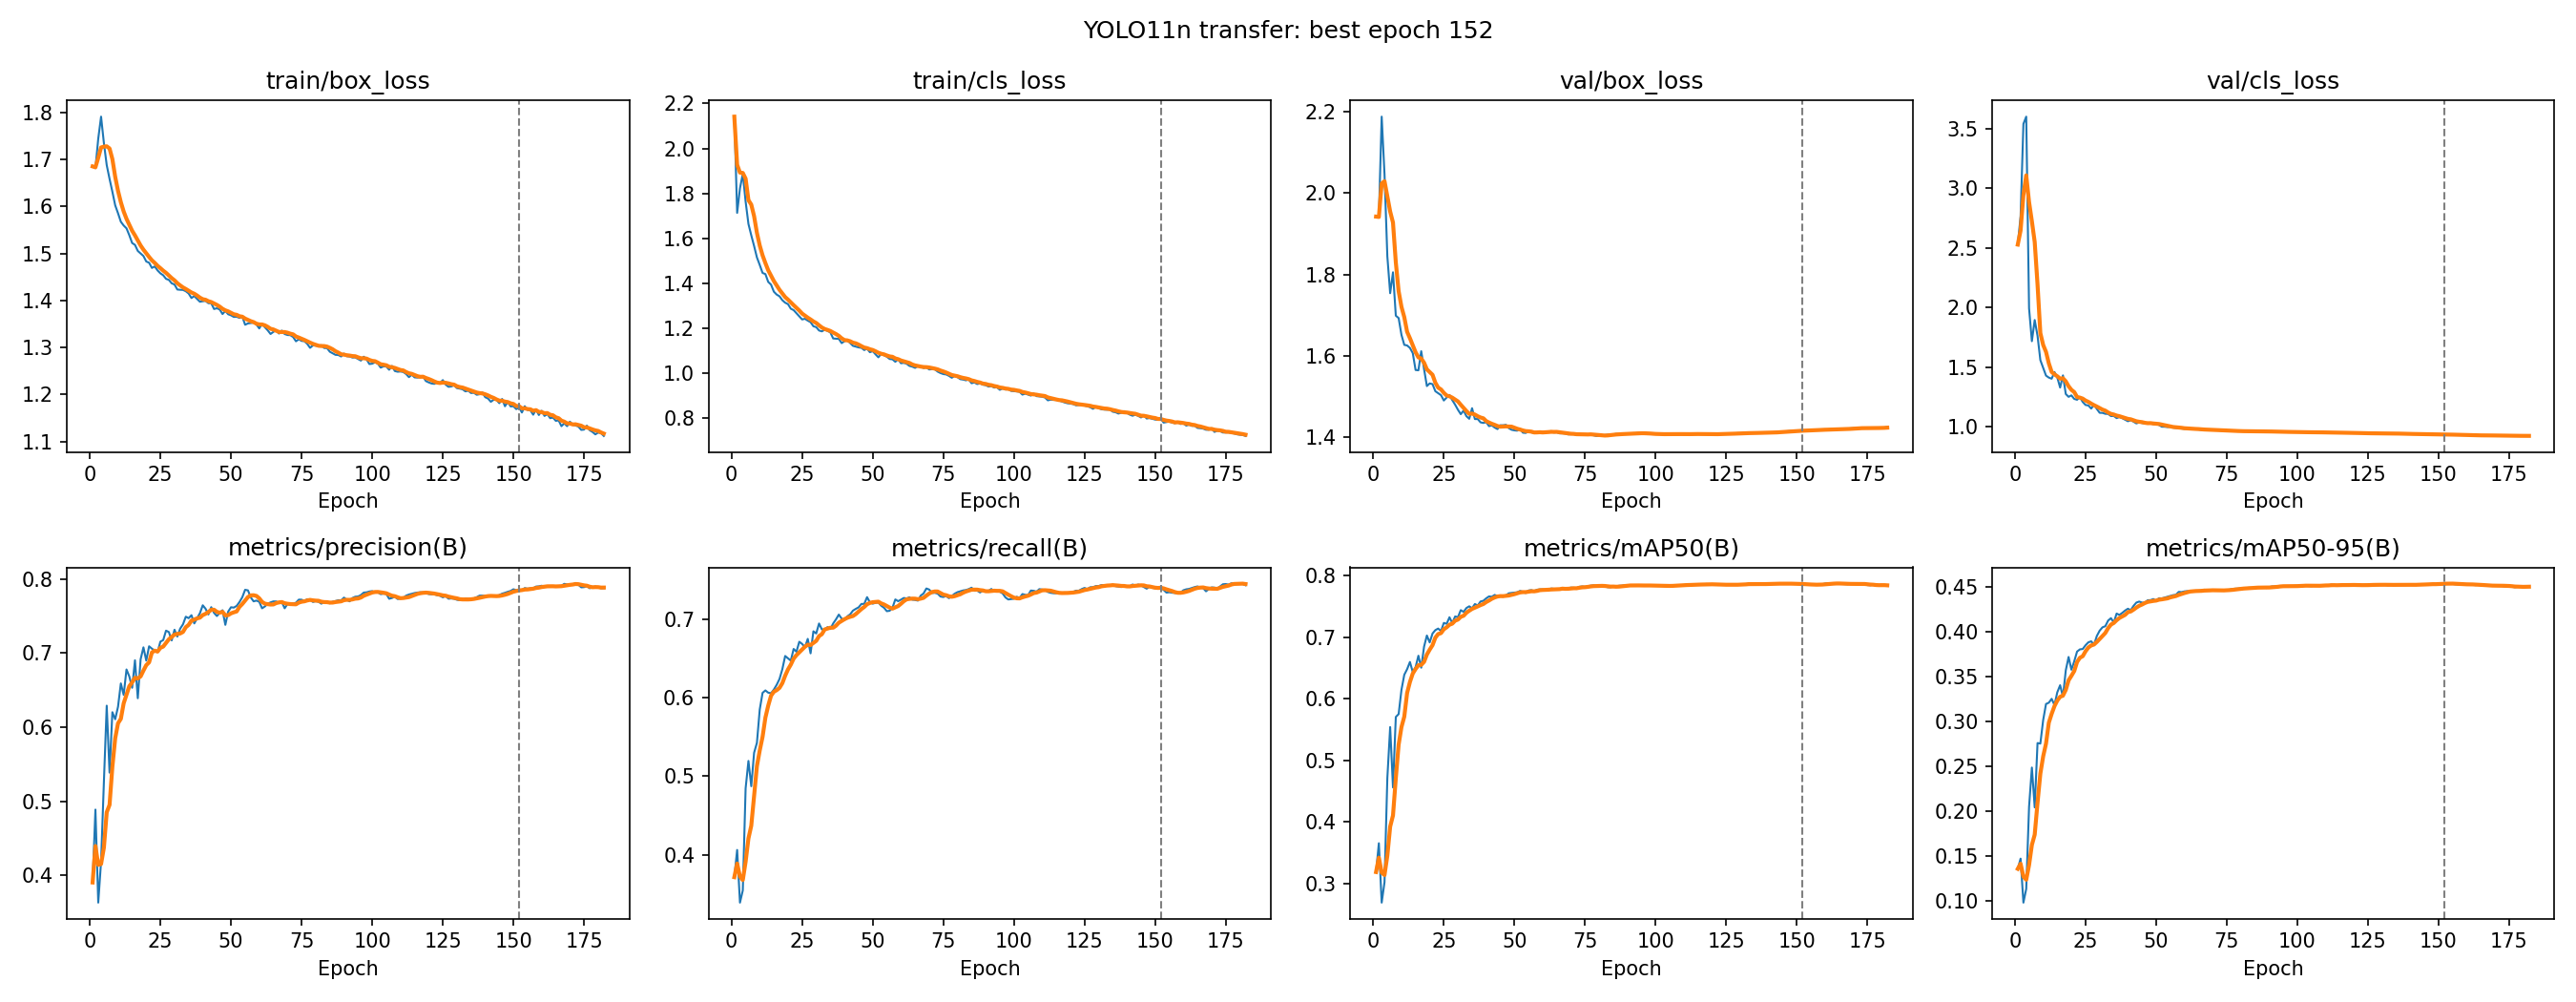 YOLO11n transfer: best epoch 152
train/box_loss
1.8
1.7
1.6
1.5
1.4
1.3
1.2
1.1
0 25 50 75 100 125 150 175
Epoch
train/cls_loss
2.2
2.0
1.8
1.6
1.4
1.2
1.0
0.8
0 25 50 75 100 125 150 175
Epoch
val/box_loss
2.2
2.0
1.8
1.6
1.4
0 25 50 75 100 125 150 175
Epoch
val/cls_loss
3.5
3.0
2.5
2.0
1.5
1.0
0 25 50 75 100 125 150 175
Epoch
metrics/precision(B)
0.8
0.7
0.6
0.5
0.4
0 25 50 75 100 125 150 175
Epoch
metrics/recall(B)
0.7
0.6
0.5
0.4
0 25 50 75 100 125 150 175
Epoch
metrics/mAP50(B)
0.8
0.7
0.6
0.5
0.4
0.3
0 25 50 75 100 125 150 175
Epoch
metrics/mAP50-95(B)
0.45
0.40
0.35
0.30
0.25
0.20
0.15
0.10
0 25 50 75 100 125 150 175
Epoch